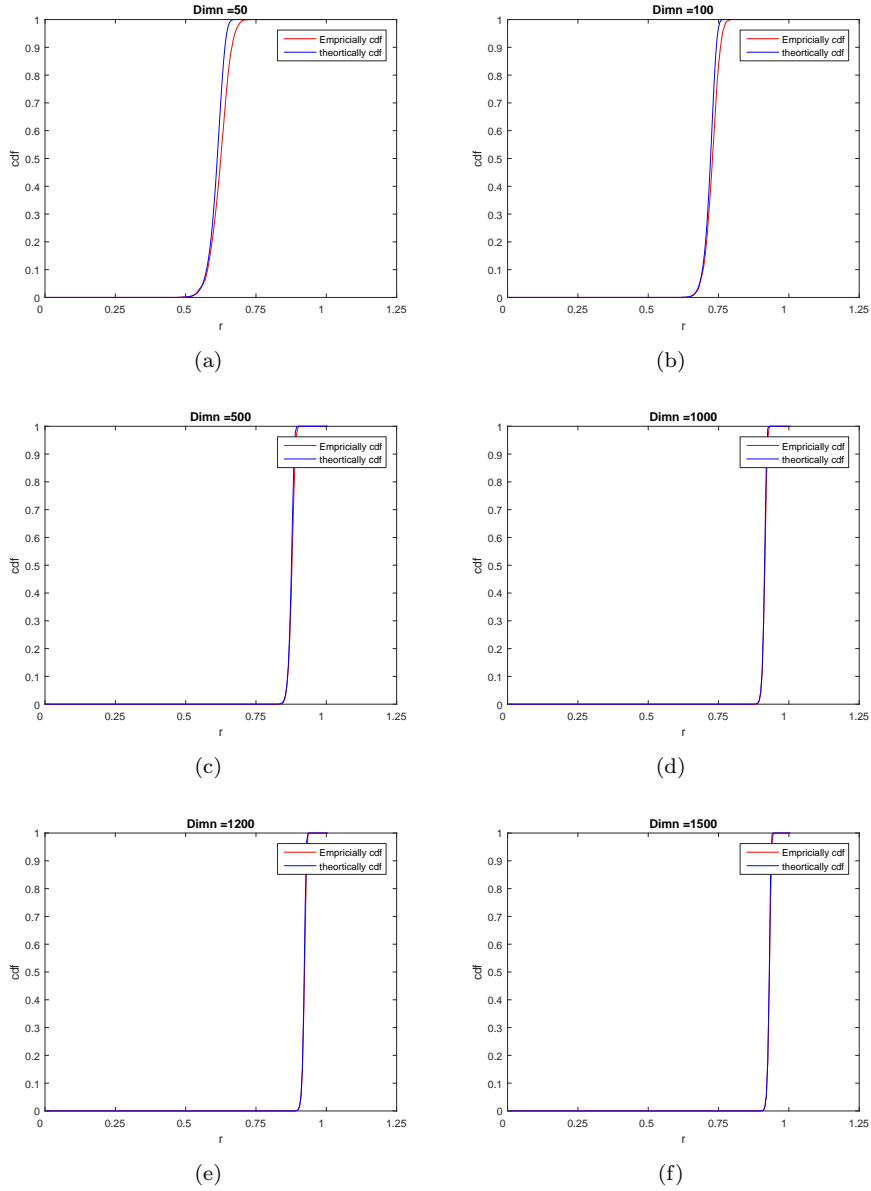 Dimn =50
Empricially cdf
theortically cdf
1
0.9
0.8
0.7
0.6
0.5
0.4
0.3
0.2
0.1
0
cdf
0 0.25 0.5 0.75 1 1.25
r
(a)
Dimn =100
Empricially cdf
theortically cdf
1
0.9
0.8
0.7
0.6
0.5
0.4
0.3
0.2
0.1
0
cdf
0 0.25 0.5 0.75 1 1.25
r
(b)
Dimn =500
Empricially cdf
theortically cdf
1
0.9
0.8
0.7
0.6
0.5
0.4
0.3
0.2
0.1
0
cdf
0 0.25 0.5 0.75 1 1.25
r
(c)
Dimn =1000
Empricially cdf
theortically cdf
1
0.9
0.8
0.7
0.6
0.5
0.4
0.3
0.2
0.1
0
cdf
0 0.25 0.5 0.75 1 1.25
r
(d)
Dimn =1200
Empricially cdf
theortically cdf
1
0.9
0.8
0.7
0.6
0.5
0.4
0.3
0.2
0.1
0
cdf
0 0.25 0.5 0.75 1 1.25
r
(e)
Dimn =1500
Empricially cdf
theortically cdf
1
0.9
0.8
0.7
0.6
0.5
0.4
0.3
0.2
0.1
0
cdf
0 0.25 0.5 0.75 1 1.25
r
(f)